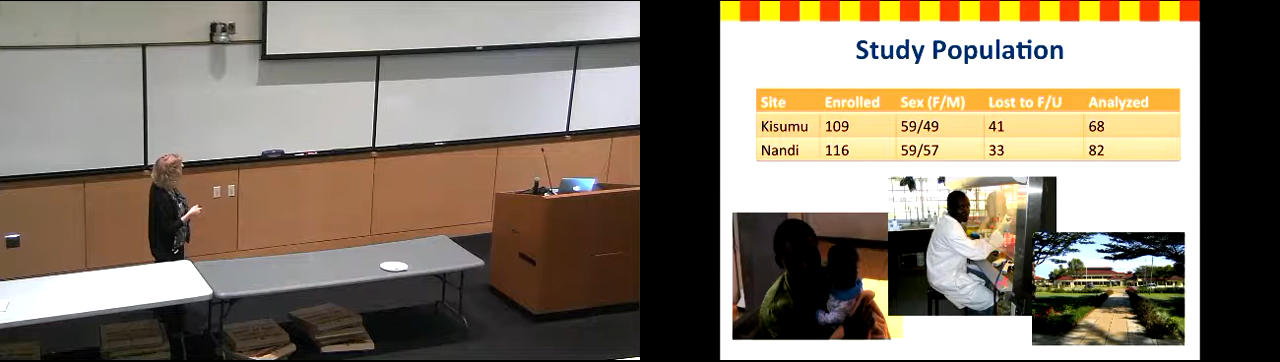 Study Population
Site Enrolled Sex (F/M) Lost to F/U Analyzed
Kisumu 109 59/49 41 68
Nandi 116 59/57 33 82